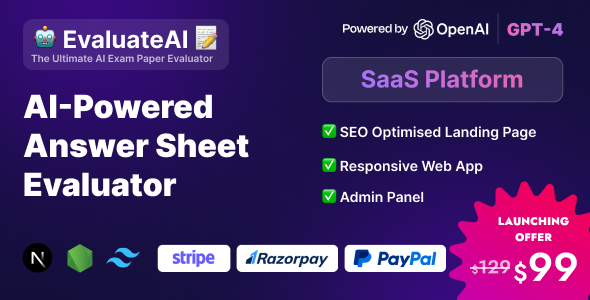 EvaluateAI
The Ultimate AI Exam Paper Evaluator
AI-Powered
Answer Sheet
Evaluator
Powered by OpenAI GPT-4
SaaS Platform
SEO Optimised Landing Page
Responsive Web App
Admin Panel
N
stripe
Razorpay
PayPal
LAUNCHING
OFFER
$129 $99